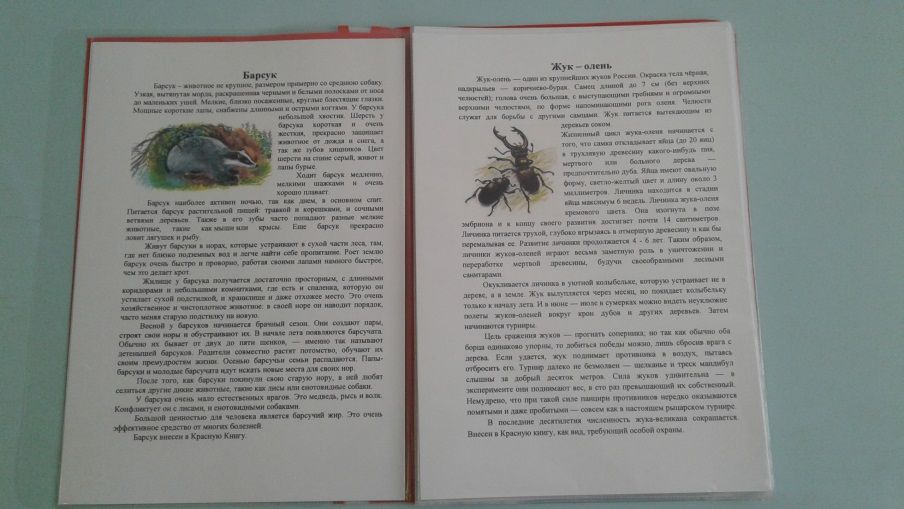 Барсук
Барсук – животное не крупное, размером примерно со среднюю собаку.
Узкая, вытянутая морда, раскрашенная черными и белыми полосками от носа
до маленьких ушей. Мелкие, близко посаженные, круглые блестящие глазки.
Мощные короткие лапы, снабжены длинными и острыми когтями. У барсука
небольшой хвостик. Шерсть у
барсука короткая и очень
жесткая, прекрасно защищает
животное от дождя и снега, а
так же зубов хищников. Цвет
шерсти на спине серый, живот и
лапы бурые.
Ходит барсук медленно,
мелкими шажками и очень
хорошо плавает.
Барсук наиболее активен ночью, так как днем, в основном спит.
Питается барсук растительной пищей: травкой и корешками, и сочными
ветвями деревьев. Также в его зубы часто попадают разные мелкие
животные, такие как мыши или крысы. Еще барсук прекрасно
ловит лягушек и рыбу.
Живут барсуки в норах, которые устраивают в сухой части леса, там,
где нет близко подземных вод и легче найти себе пропитание. Роет землю
барсук очень быстро и проворно, работая своими лапами намного быстрее,
чем это делает крот.
Жилище у барсука получается достаточно просторным, с длинными
коридорами и небольшими комнатками, где есть и спаленка, которую он
устилает сухой подстилкой, и хранилище и даже отхожее место. Это очень
хозяйственное и чистоплотное животное: в своей норе он наводит порядок,
часто меняя старую подстилку на новую.
Весной у барсуков начинается брачный сезон. Они создают пары,
строят свои норы и обустраивают их. В начале лета появляются барсучата.
Обычно их бывает от двух до пяти щенков, — именно так называют
детенышей барсуков. Родители совместно растят потомство, обучают их
своим премудростям жизни. Осенью барсучьи семьи распадаются. Папы-
барсуки и молодые барсучата идут искать новые места для своих нор.
После того, как барсуки покинули свою старую нору, в ней любят
селиться другие дикие животные, такие как лисы или енотовидные собаки.
У барсука очень мало естественных врагов. Это медведь, рысь и волк.
Конфликтует он с лисами, и енотовидными собаками.
Большой ценностью для человека является барсучий жир. Это очень
эффективное средство от многих болезней.
Барсук внесен в Красную Книгу.
Жук – олень
Жук-олень — один из крупнейших жуков России. Окраска тела чёрная,
надкрыльев — коричнево-бурая. Самец длиной до 7 см (без верхних
челюстей); голова очень большая, с выступающими гребнями и огромными
верхними челюстями, по форме напоминающими рога оленя. Челюсти
служат для борьбы с другими самцами. Жук питается вытекающим из
деревьев соком.
Жизненный цикл жука-оленя начинается с
того, что самка откладывает яйца (до 20 яиц)
в трухлявую древесину какого-нибудь пня,
мертвого или больного дерева —
предпочтительно дуба. Яйца имеют овальную
форму, светло-желтый цвет и длину около 3
миллиметров. Личинка находится в стадии
яйца максимум 6 недель. Личинка жука-оленя
кремового цвета. Она изогнута в позе
эмбриона и к концу своего развития достигает почти 14 сантиметров.
Личинка питается трухой, глубоко вгрызаясь в отмершую древесину и как бы
перемалывая ее. Развитие личинки продолжается 4 - 6 лет. Таким образом,
личинки жуков-оленей играют весьма заметную роль в уничтожении и
переработке мертвой древесины, будучи своеобразными лесными
санитарами.
Окукливается личинка в уютной колыбельке, которую устраивает не в
дереве, а в земле. Жук вылупляется через месяц, но покидает колыбельку
только к началу лета. И в июне — июле в сумерках можно видеть неуклюжие
полеты жуков-оленей вокруг крон дубов и других деревьев. Затем
начинаются турниры.
Цель сражения жуков — прогнать соперника; но так как обычно оба
борца одинаково упорны, то добиться победы можно, лишь сбросив врага с
дерева. Если удается, жук поднимает противника в воздух, пытаясь
отбросить его. Турнир далеко не безмолвен — щелканье и треск мандибул
слышны за добрый десяток метров. Сила жуков удивительна — в
эксперименте они поднимают вес, в сто раз превышающий их собственный.
Немудрено, что при такой силе панцири противников нередко оказываются
помятыми и даже пробитыми — совсем как в настоящем рыцарском турнире.
В последние десятилетия численность жука-великана сокращается.
Внесен в Красную книгу, как вид, требующий особой охраны.